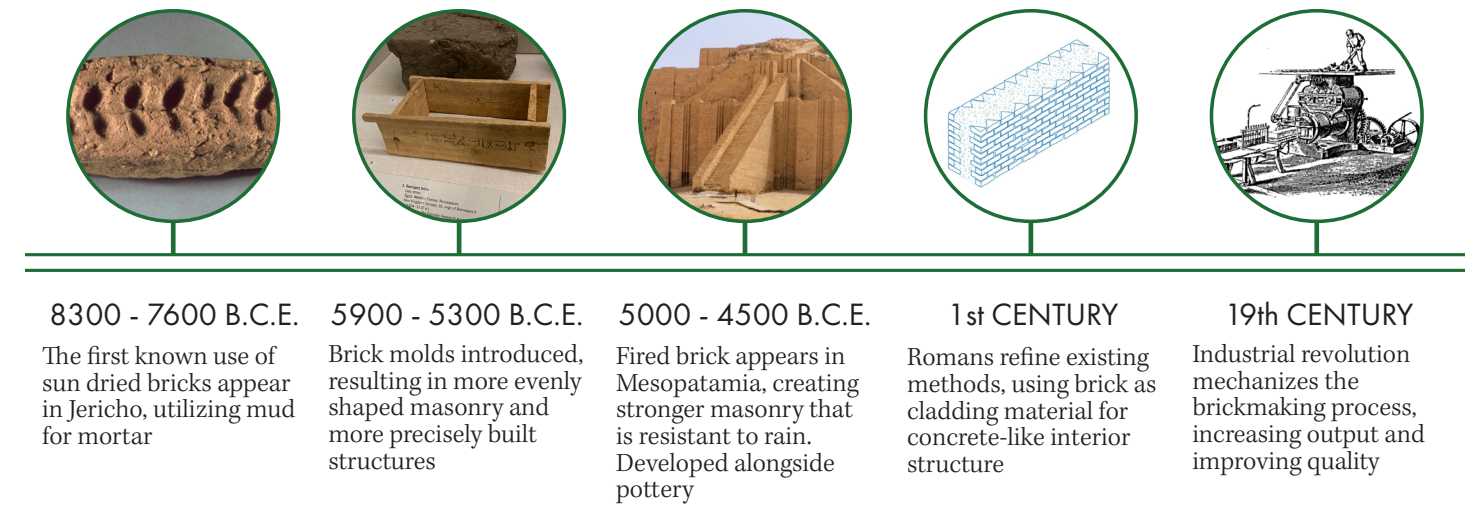 8300 - 7600 B.C.E.
The first known use of
sun dried bricks appear
in Jericho, utilizing mud
for mortar
5900 - 5300 B.C.E.
Brick molds introduced,
resulting in more evenly
shaped masonry and
more precisely built
structures
5000 - 4500 B.C.E.
Fired brick appears in
Mesopatamia, creating
stronger masonry that
is resistant to rain.
Developed alongside
pottery
1st CENTURY
Romans refine existing
methods, using brick as
cladding material for
concrete-like interior
structure
19th CENTURY
Industrial revolution
mechanizes the
brickmaking process,
increasing output and
improving quality